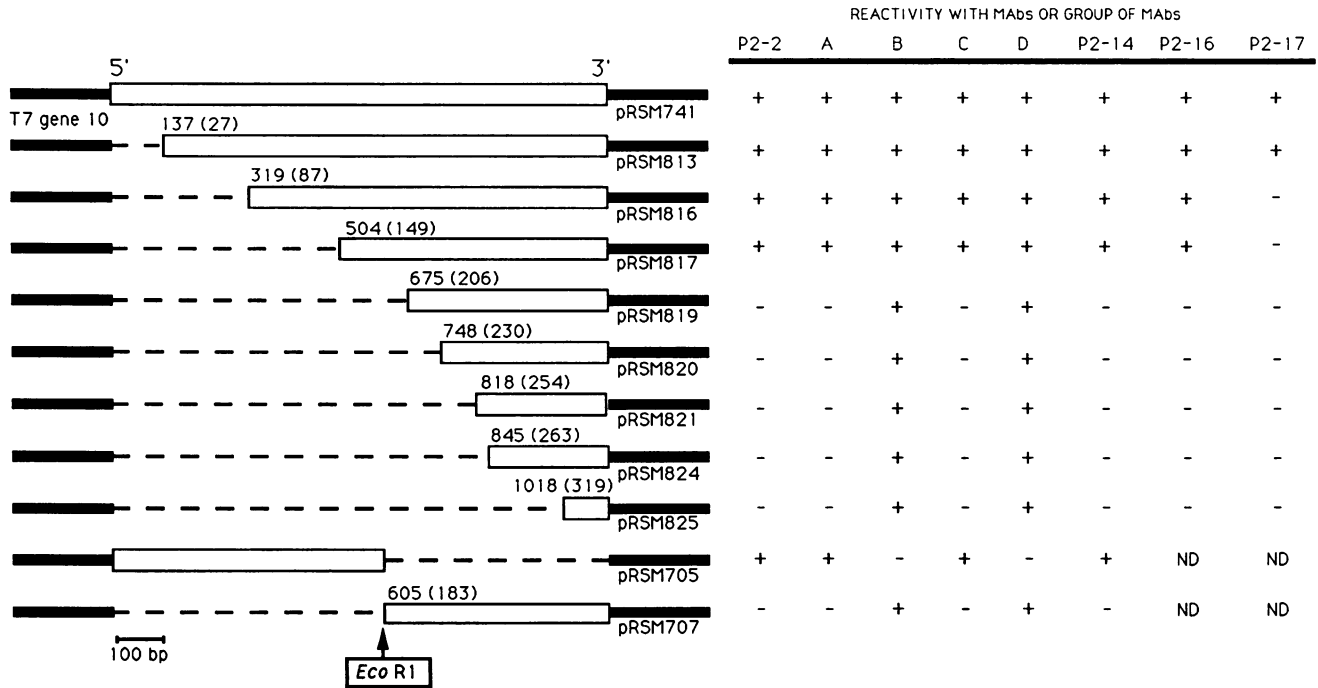 REACTIVITY WITH MAbs OR GROUP OF MAbs
P2-2 A B C D P2-14 P2-16 P2-17
5' 3'
pRSM741 + + + + + + + +
T7 gene 10
137 (27)
pRSM813 + + + + + + + +
319 (87)
pRSM816 + + + + + + + -
504 (149)
pRSM817 + + + + + + + -
675 (206)
pRSM819 - - + - + - - -
748 (230)
pRSM820 - - + - + - - -
818 (254)
pRSM821 - - + - + - - -
845 (263)
pRSM824 - - + - + - - -
1018 (319)
pRSM825 - - + - + - - -
pRSM705 + + - + - + ND ND
605 (183)
pRSM707 - - + - + - ND ND
100 bp
Eco R1